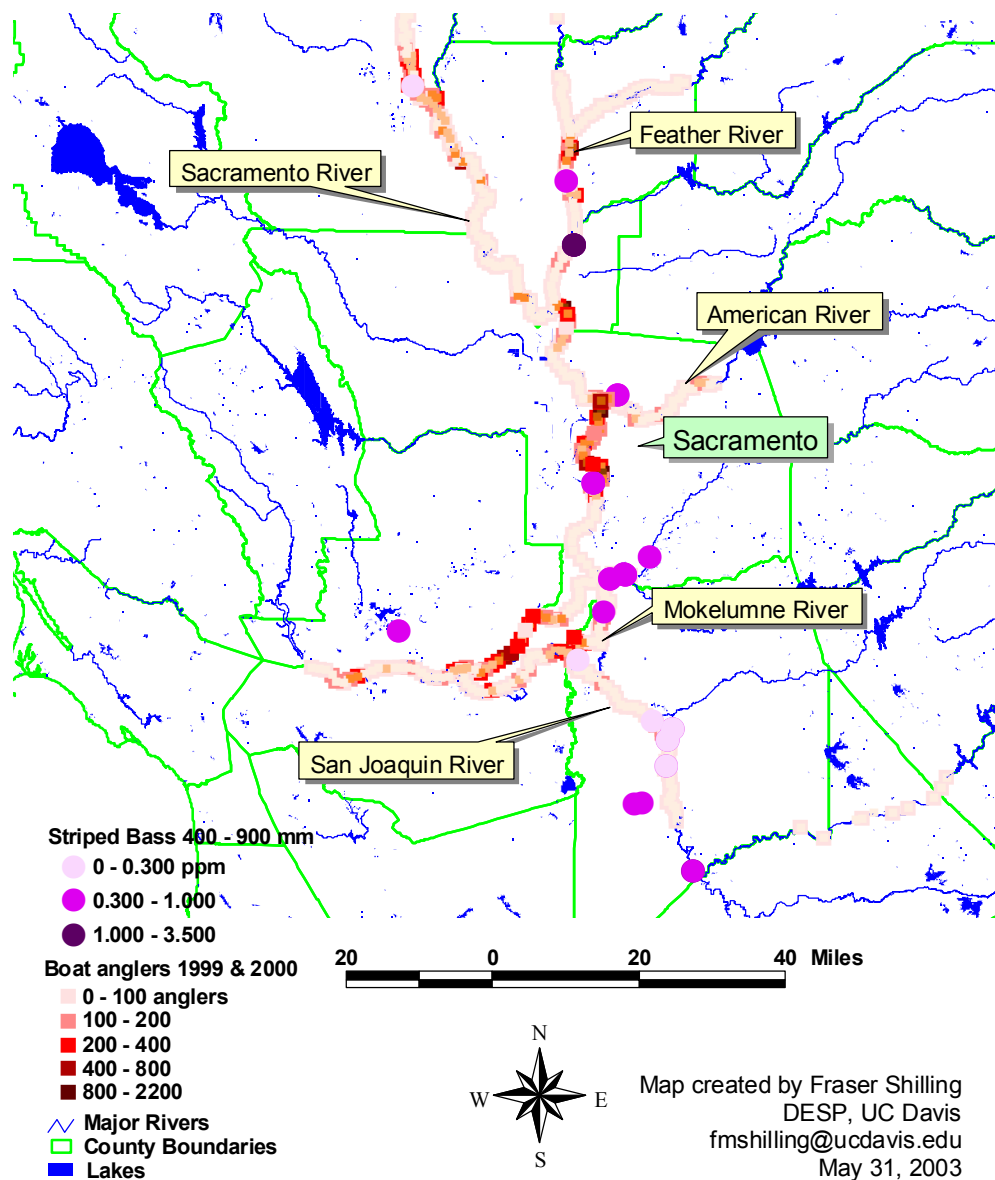 Feather River
Sacramento River
American River
Sacramento
Mokelumne River
San Joaquin River
Striped Bass 400 - 900 mm
0 - 0.300 ppm
0.300 - 1.000
1.000 - 3.500
Boat anglers 1999 & 2000
0 - 100 anglers
100 - 200
200 - 400
400 - 800
800 - 2200
Major Rivers
County Boundaries
Lakes
20 0 20 40 Miles
N
W E
S
Map created by Fraser Shilling
DESP, UC Davis
fmshilling@ucdavis.edu
May 31, 2003